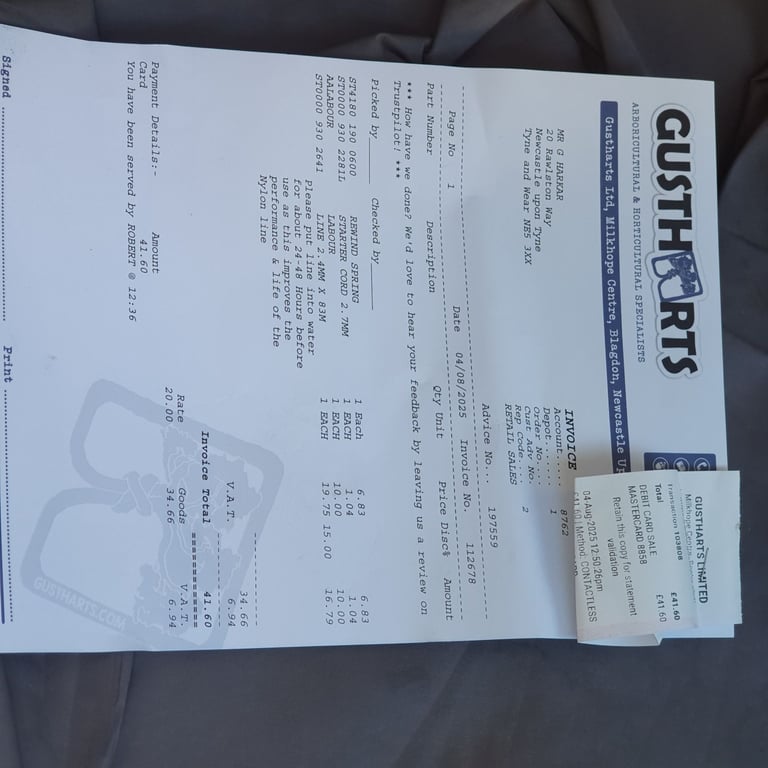 GUSTHARTS
ARBORICULTURAL & HORTICULTURAL SPECIALISTS
Gustharts Ltd, Milkhope Centre, Blagdon, Newcastle
GUSTHARTS LIMITED
Milkhope Centre
Transaction 103808 £41.60
Total £41.60
DEBIT CARD SALE
MASTERCARD 8858
Retain this copy for statement
validation
04-Aug-2025 12:50:26pm
£41.60 | Method: CONTACTLESS
MR G HARKAR
20 Rawlston Way
Newcastle upon Tyne
Tyne and Wear NE5 3XX
INVOICE
Account..... 8762
Depot.... 1
Order No...
Cust Adv No.
Rep Code... 2
RETAIL SALES
Advice No... 197559
Page No 1 Date 04/08/2025 Invoice No. 112678
Part Number Description Qty Unit Price Disc% Amount
*** How have we done? We'd love to hear your feedback by leaving us a review on
Trustpilot! ***
Picked by Checked by
ST4180 190 0600 REWIND SPRING 1 Each 6.83 6.83
ST0000 930 2281L STARTER CORD 2.7MM 1 EACH 1.04 1.04
AALABOUR LABOUR 1 EACH 10.00 10.00
ST0000 930 2641 LINE 2.4MM X 83M 1 EACH 19.75 15.00 16.79
Please put line into water
for about 24-48 Hours before
use as this improves the
performance & life of the
Nylon line
34.66
V.A.T. 6.94
Invoice Total 41.60
Payment Details:- Amount Rate Goods V.A.T.
Card 41.60 20.00 34.66 6.94
You have been served by ROBERT @ 12:36
GUSTHARTS.COM
Signed Print